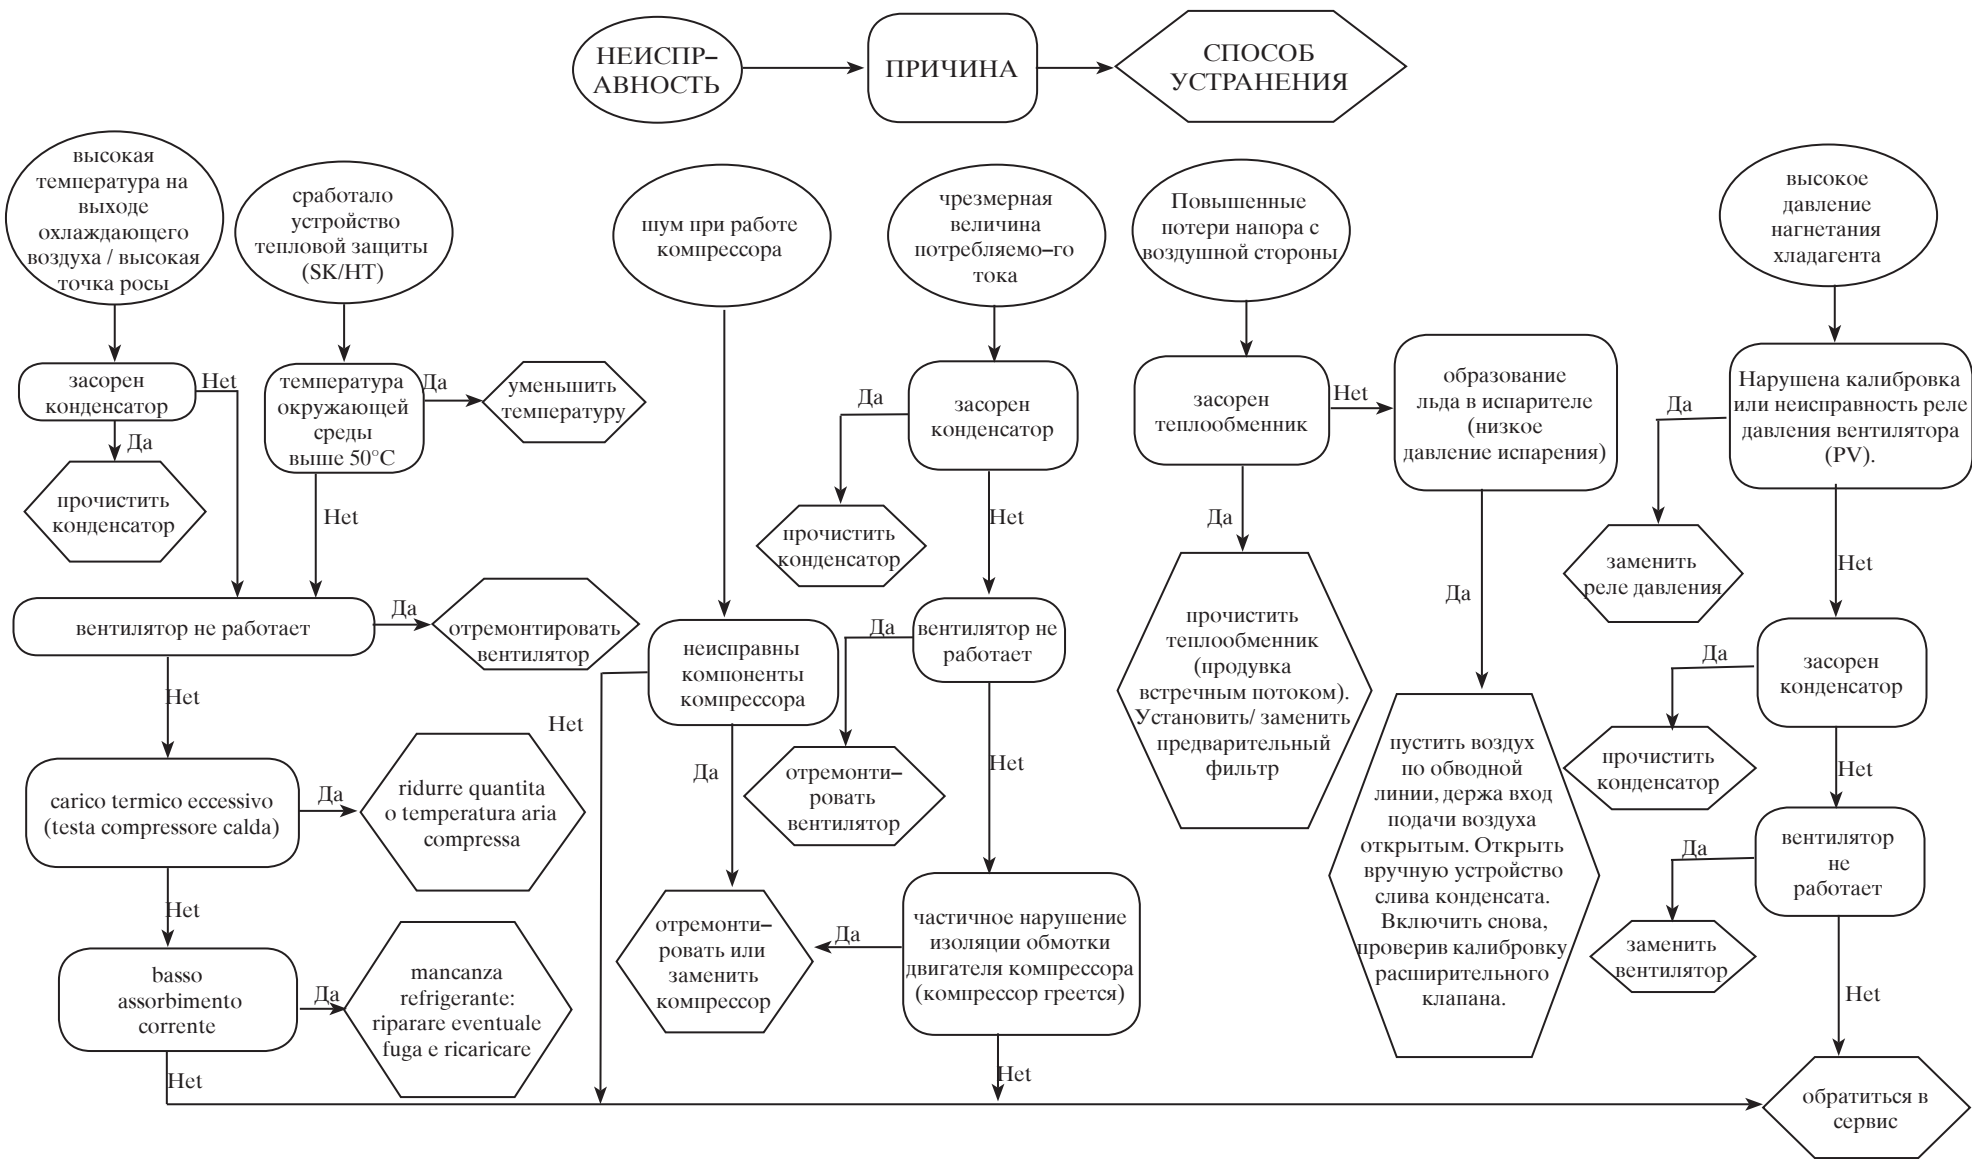 НЕИСПР–
АВНОСТЬ
ПРИЧИНА
СПОСОБ
УСТРАНЕНИЯ
высокая
температура на
выходе
охлаждающего
воздуха / высокая
точка росы
сработало
устройство
тепловой защиты
(SK/HT)
шум при работе
компрессора
чрезмерная
величина
потребляемо–го
тока
Повышенные
потери напора с
воздушной стороны
высокое
давление
нагнетания
хладагента
засорен
конденсатор
Нет
Да
прочистить
конденсатор
температура
окружающей
среды
выше 50°C
Да
уменьшить
температуру
Нет
вентилятор не работает
Да
отремонтировать
вентилятор
Нет
carico termico eccessivo
(testa compressore calda)
Да
ridurre quantita
o temperatura aria
compressa
Нет
basso
assorbimento
corrente
Да
mancanza
refrigerante:
riparare eventuale
fuga e ricaricare
Нет
неисправны
компоненты
компрессора
Нет
Да
отремонти–
ровать или
заменить
компрессор
засорен
конденсатор
Да
прочистить
конденсатор
Нет
вентилятор не
работает
Да
отремонти–
ровать
вентилятор
Нет
частичное нарушение
изоляции обмотки
двигателя компрессора
(компрессор греется)
Да
Нет
засорен
теплообменник
Нет
Да
прочистить
теплообменник
(продувка
встречным потоком).
Установить/ заменить
предварительный
фильтр
образование
льда в испарителе
(низкое
давление испарения)
Да
пустить воздух
по обводной
линии, держа вход
подачи воздуха
открытым. Открыть
вручную устройство
слива конденсата.
Включить снова,
проверив калибровку
расширительного
клапана.
Нарушена калибровка
или неисправность реле
давления вентилятора
(PV).
Да
заменить
реле давления
Нет
засорен
конденсатор
Да
прочистить
конденсатор
Нет
вентилятор
не
работает
Да
заменить
вентилятор
Нет
обратиться в
сервис